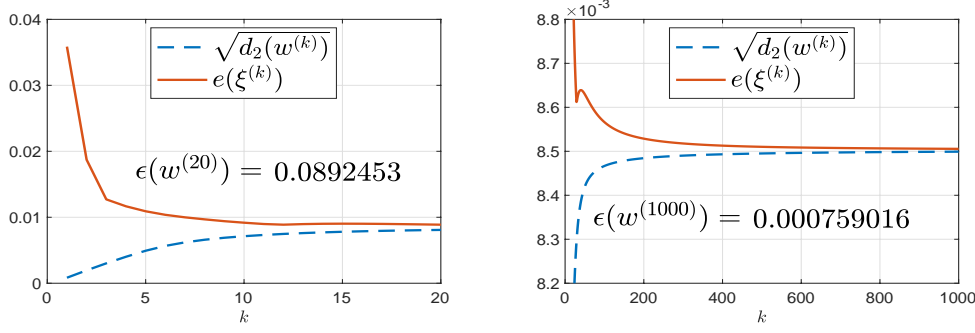 0.04
0.03
0.02
0.01
0
0 5 10 15 20
k
√d₂(w^(k))
e(ξ^(k))
ϵ(w^(20)) = 0.0892453
×10^-3
8.8
8.7
8.6
8.5
8.4
8.3
8.2
0 200 400 600 800 1000
k
√d₂(w^(k))
e(ξ^(k))
ϵ(w^(1000)) = 0.000759016